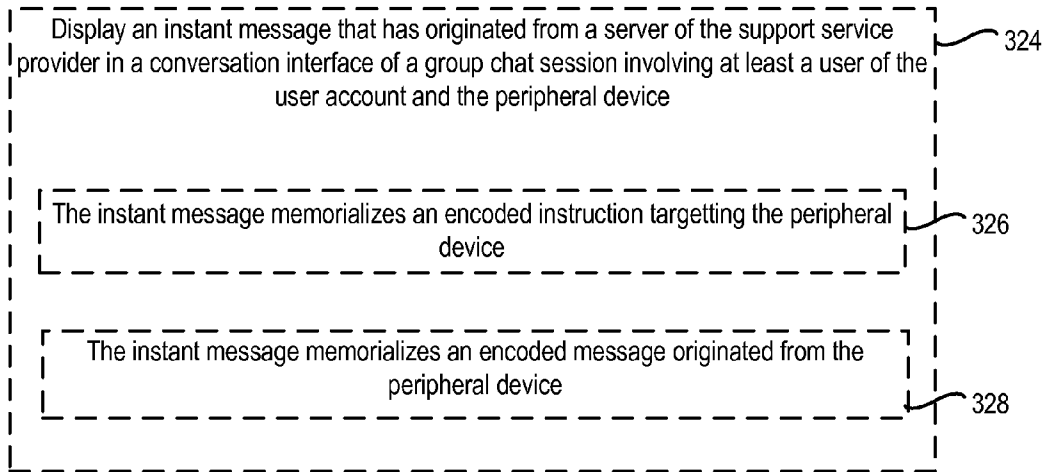 Display an instant message that has originated from a server of the support service
324
provider in a conversation interface of a group chat session involving at least a user of the
user account and the peripheral device
The instant message memorializes an encoded instruction targetting the peripheral
device
326
The instant message memorializes an encoded message originated from the
peripheral device
328